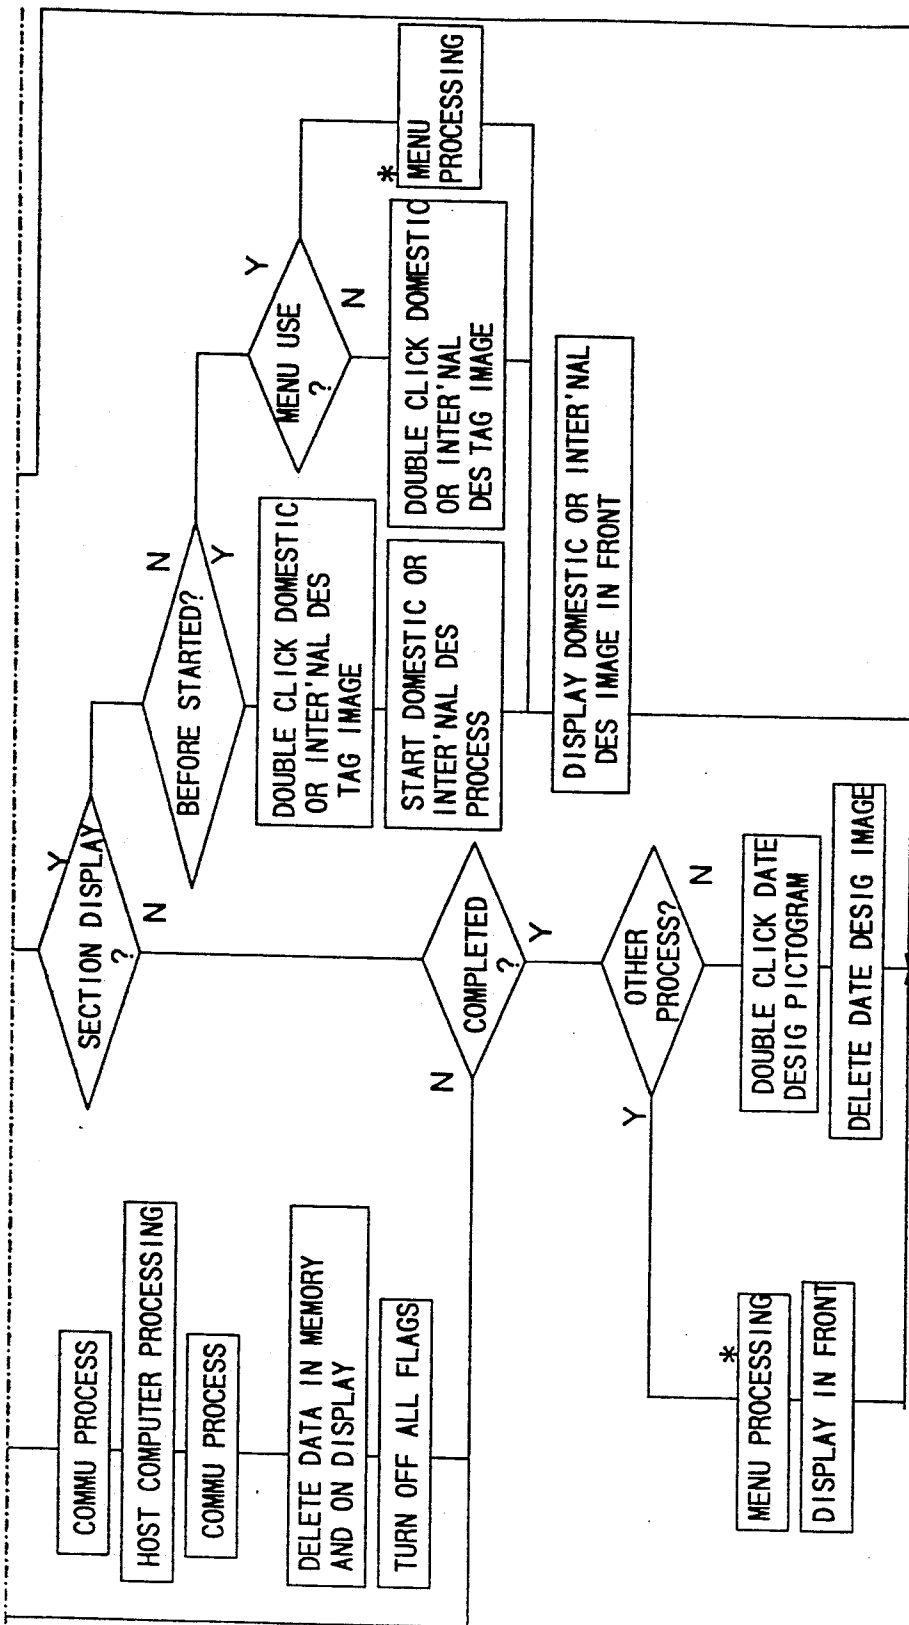 COMMU PROCESS
HOST COMPUTER PROCESSING
COMMU PROCESS
DELETE DATA IN MEMORY
AND ON DISPLAY
TURN OFF ALL FLAGS
SECTION DISPLAY
?
Y
N
BEFORE STARTED?
N
Y
DOUBLE CLICK DOMESTIC
OR INTER'NAL DES
TAG IMAGE
START DOMESTIC OR
INTER'NAL DES
PROCESS
MENU USE
?
Y
N
*
MENU
PROCESSING
DOUBLE CLICK DOMESTIC
OR INTER'NAL
DES TAG IMAGE
DISPLAY DOMESTIC OR INTER'NAL
DES IMAGE IN FRONT
COMPLETED
?
N
Y
OTHER
PROCESS?
Y
N
*
MENU PROCESSING
DISPLAY IN FRONT
DOUBLE CLICK DATE
DESIG PICTOGRAM
DELETE DATE DESIG IMAGE